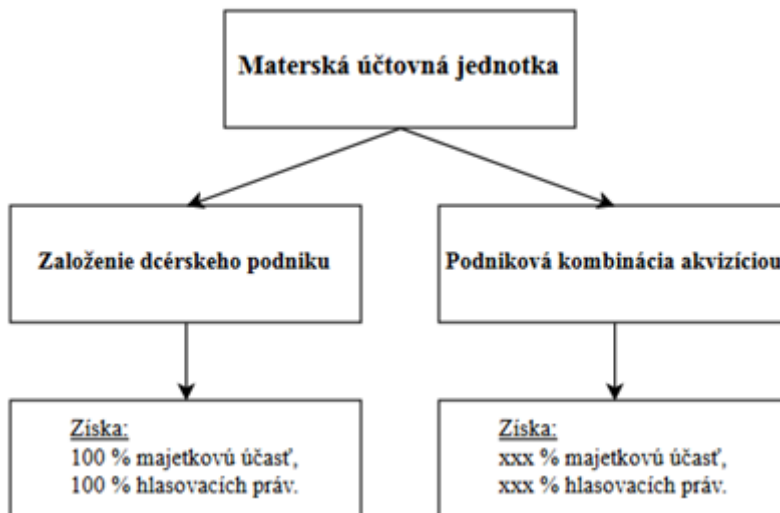 Materská účtovná jednotka
Založenie dcérskeho podniku
Podniková kombinácia akvizíciou
Získa:
100 % majetkovú účasť,
100 % hlasovacích práv.
Získa:
xxx % majetkovú účasť,
xxx % hlasovacích práv.